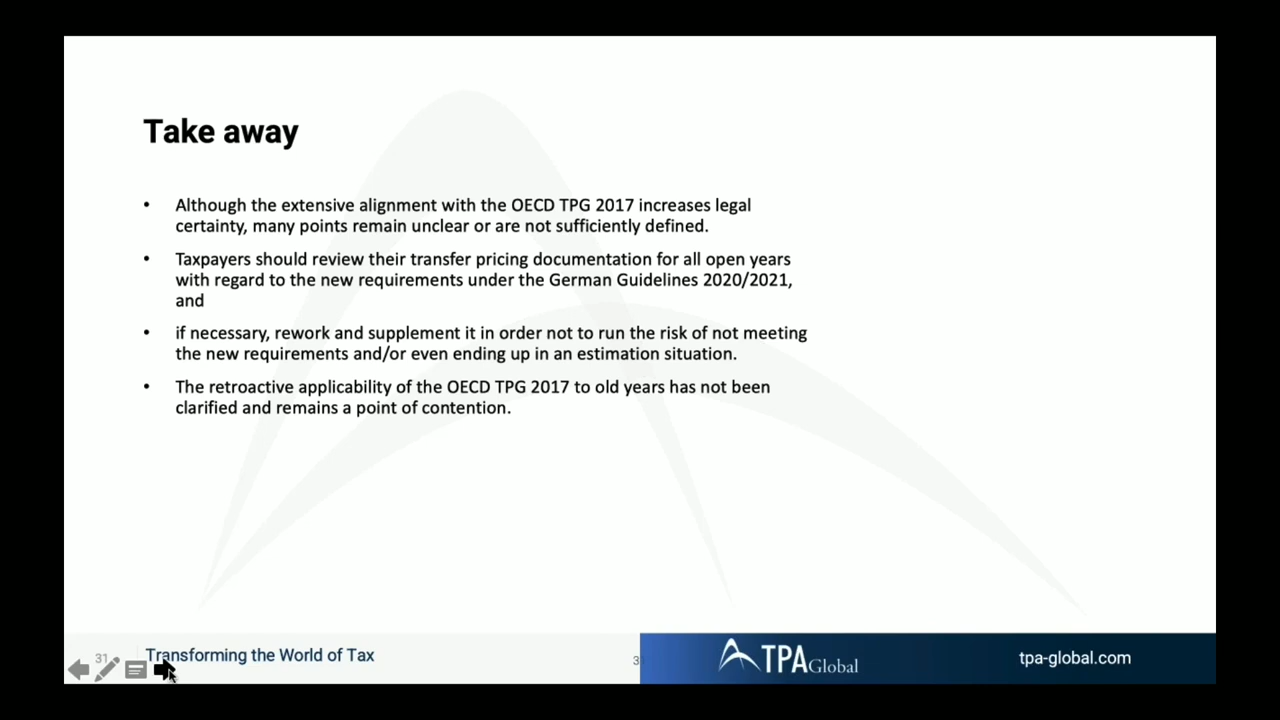 Take away
• Although the extensive alignment with the OECD TPG 2017 increases legal
certainty, many points remain unclear or are not sufficiently defined.
• Taxpayers should review their transfer pricing documentation for all open years
with regard to the new requirements under the German Guidelines 2020/2021,
and
• if necessary, rework and supplement it in order not to run the risk of not meeting
the new requirements and/or even ending up in an estimation situation.
• The retroactive applicability of the OECD TPG 2017 to old years has not been
clarified and remains a point of contention.
31
Transforming the World of Tax
TPA Global
tpa-global.com